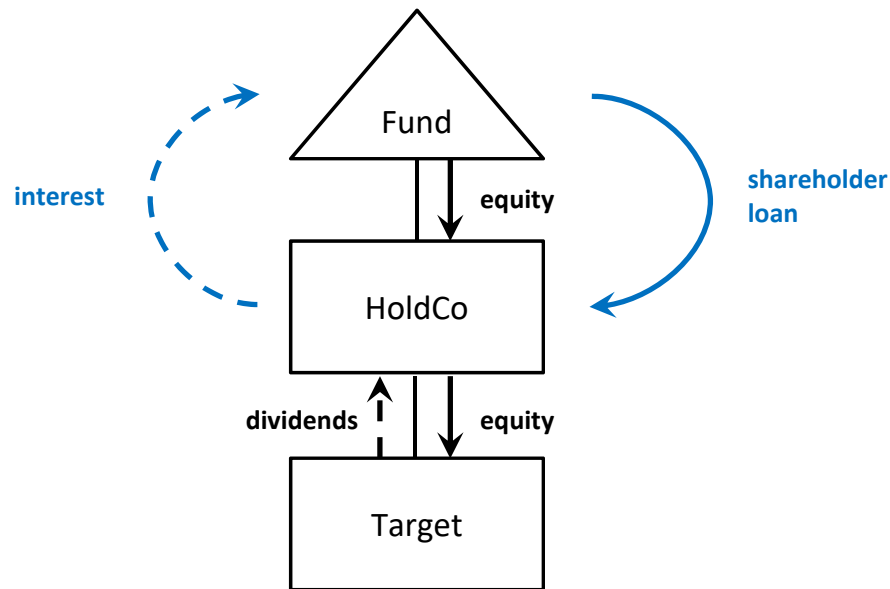 Fund
interest
equity
shareholder
loan
HoldCo
dividends
equity
Target